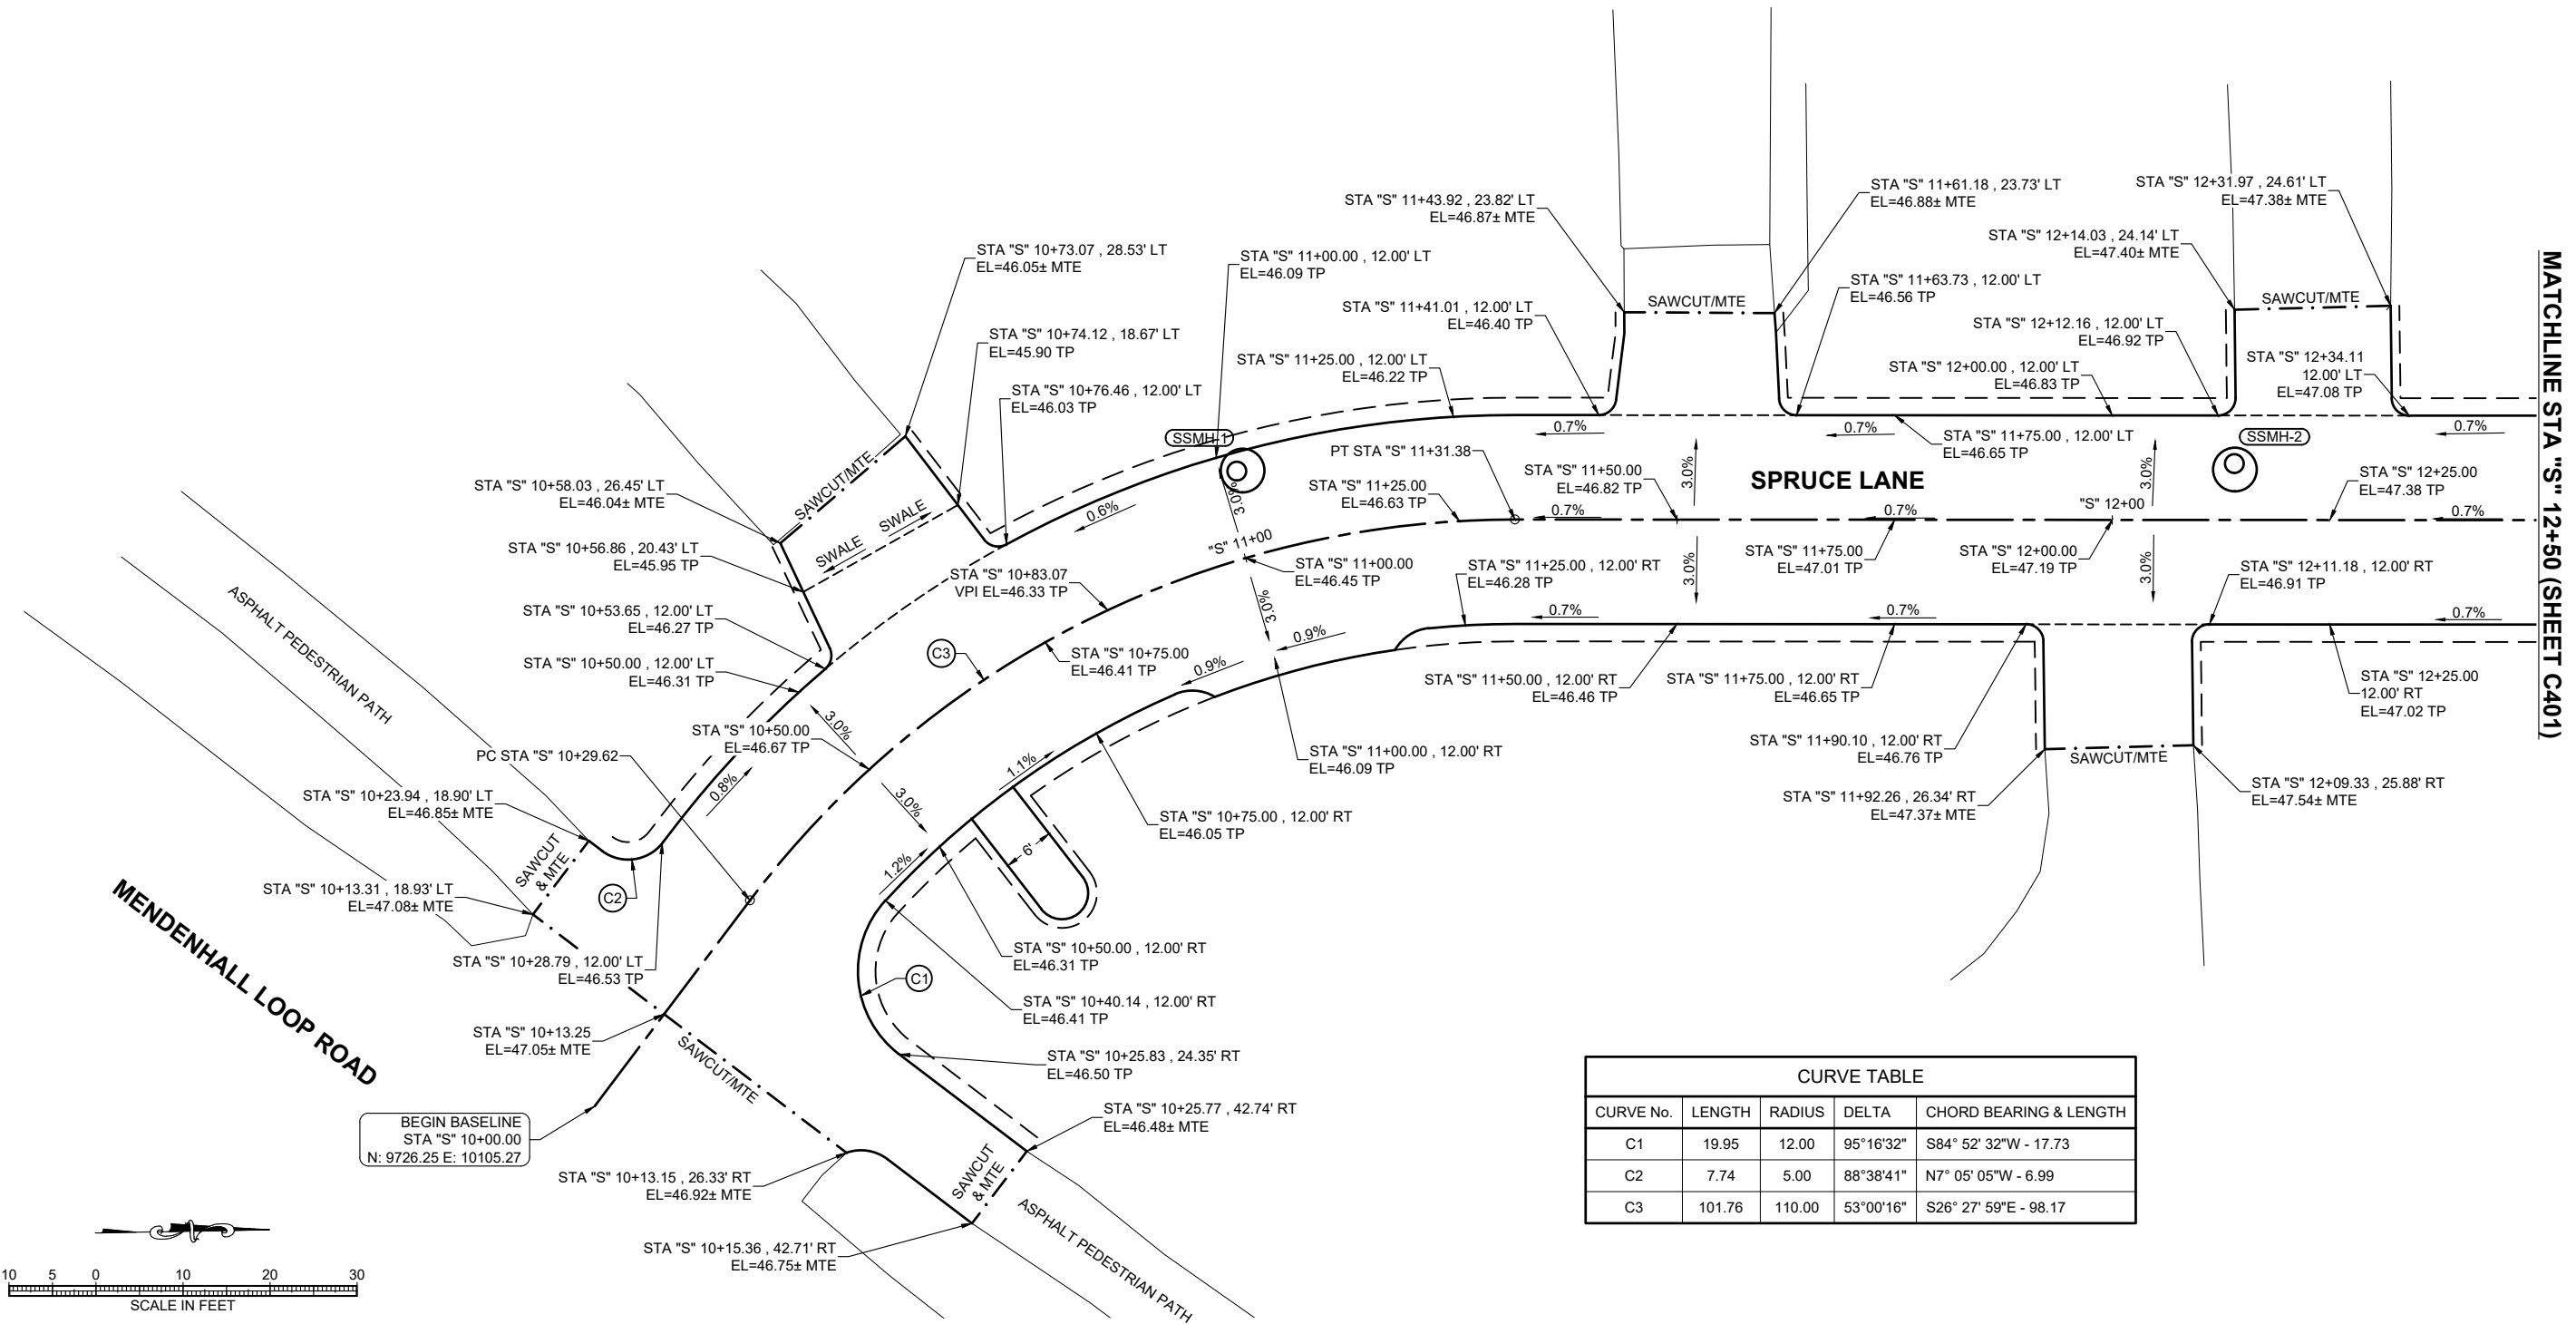 STA "S" 10+73.07 , 28.53' LT
EL=46.05± MTE
STA "S" 10+74.12 , 18.67' LT
EL=45.90 TP
STA "S" 10+76.46 , 12.00' LT
EL=46.03 TP
STA "S" 11+00.00 , 12.00' LT
EL=46.09 TP
STA "S" 11+43.92 , 23.82' LT
EL=46.87± MTE
STA "S" 11+41.01 , 12.00' LT
EL=46.40 TP
STA "S" 11+25.00 , 12.00' LT
EL=46.22 TP
STA "S" 11+61.18 , 23.73' LT
EL=46.88± MTE
STA "S" 11+63.73 , 12.00' LT
EL=46.56 TP
STA "S" 12+31.97 , 24.61' LT
EL=47.38± MTE
STA "S" 12+14.03 , 24.14' LT
EL=47.40± MTE
STA "S" 12+12.16 , 12.00' LT
EL=46.92 TP
STA "S" 12+00.00 , 12.00' LT
EL=46.83 TP
STA "S" 12+34.11
12.00' LT
EL=47.08 TP
SAWCUT/MTE
SAWCUT/MTE
MATCHLINE STA "S" 12+50 (SHEET C401)
SAWCUT/MTE
SWALE
SWALE
STA "S" 10+58.03 , 26.45' LT
EL=46.04± MTE
STA "S" 10+56.86 , 20.43' LT
EL=45.95 TP
STA "S" 10+53.65 , 12.00' LT
EL=46.27 TP
STA "S" 10+50.00 , 12.00' LT
EL=46.31 TP
SSMH-1
0.6%
3.0%
"S" 11+00
PT STA "S" 11+31.38
STA "S" 11+25.00
EL=46.63 TP
STA "S" 11+50.00
EL=46.82 TP
0.7%
0.7%
0.7%
3.0%
SPRUCE LANE
STA "S" 11+75.00 , 12.00' LT
EL=46.65 TP
3.0%
SSMH-2
"S" 12+00
STA "S" 12+25.00
EL=47.38 TP
0.7%
0.7%
0.7%
STA "S" 10+83.07
VPI EL=46.33 TP
STA "S" 11+00.00
EL=46.45 TP
STA "S" 11+25.00 , 12.00' RT
EL=46.28 TP
3.0%
STA "S" 11+75.00
EL=47.01 TP
STA "S" 12+00.00
EL=47.19 TP
3.0%
STA "S" 12+11.18 , 12.00' RT
EL=46.91 TP
3.0%
0.9%
0.9%
0.7%
0.7%
0.7%
C3
STA "S" 10+75.00
EL=46.41 TP
STA "S" 11+50.00 , 12.00' RT
EL=46.46 TP
STA "S" 11+75.00 , 12.00' RT
EL=46.65 TP
STA "S" 12+25.00
12.00' RT
EL=47.02 TP
STA "S" 11+90.10 , 12.00' RT
EL=46.76 TP
SAWCUT/MTE
STA "S" 11+92.26 , 26.34' RT
EL=47.37± MTE
STA "S" 12+09.33 , 25.88' RT
EL=47.54± MTE
ASPHALT PEDESTRIAN PATH
STA "S" 10+50.00
EL=46.67 TP
3.0%
PC STA "S" 10+29.62
0.8%
3.0%
1.1%
STA "S" 11+00.00 , 12.00' RT
EL=46.09 TP
STA "S" 10+75.00 , 12.00' RT
EL=46.05 TP
STA "S" 10+23.94 , 18.90' LT
EL=46.85± MTE
SAWCUT
& MTE
1.2%
6'
STA "S" 10+13.31 , 18.93' LT
EL=47.08± MTE
C2
STA "S" 10+28.79 , 12.00' LT
EL=46.53 TP
STA "S" 10+50.00 , 12.00' RT
EL=46.31 TP
C1
STA "S" 10+40.14 , 12.00' RT
EL=46.41 TP
MENDENHALL LOOP ROAD
STA "S" 10+13.25
EL=47.05± MTE
SAWCUT/MTE
STA "S" 10+25.83 , 24.35' RT
EL=46.50 TP
BEGIN BASELINE
STA "S" 10+00.00
N: 9726.25 E: 10105.27
STA "S" 10+25.77 , 42.74' RT
EL=46.48± MTE
STA "S" 10+13.15 , 26.33' RT
EL=46.92± MTE
SAWCUT
& MTE
ASPHALT PEDESTRIAN PATH
STA "S" 10+15.36 , 42.71' RT
EL=46.75± MTE
CURVE TABLE
CURVE No. LENGTH RADIUS DELTA CHORD BEARING & LENGTH
C1 19.95 12.00 95°16'32" S84° 52' 32"W - 17.73
C2 7.74 5.00 88°38'41" N7° 05' 05"W - 6.99
C3 101.76 110.00 53°00'16" S26° 27' 59"E - 98.17
10 5 0 10 20 30
SCALE IN FEET